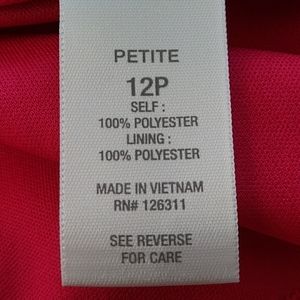 PETITE
12P
SELF :
100% POLYESTER
LINING :
100% POLYESTER
MADE IN VIETNAM
RN# 126311
SEE REVERSE
FOR CARE